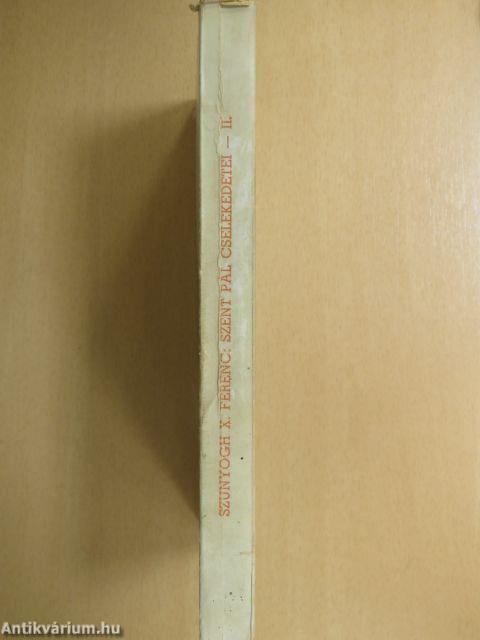 SZUNYOGH X. FERENC: SZENT PÁL CSELEKEDETEI — II.
Antikvárium.hu